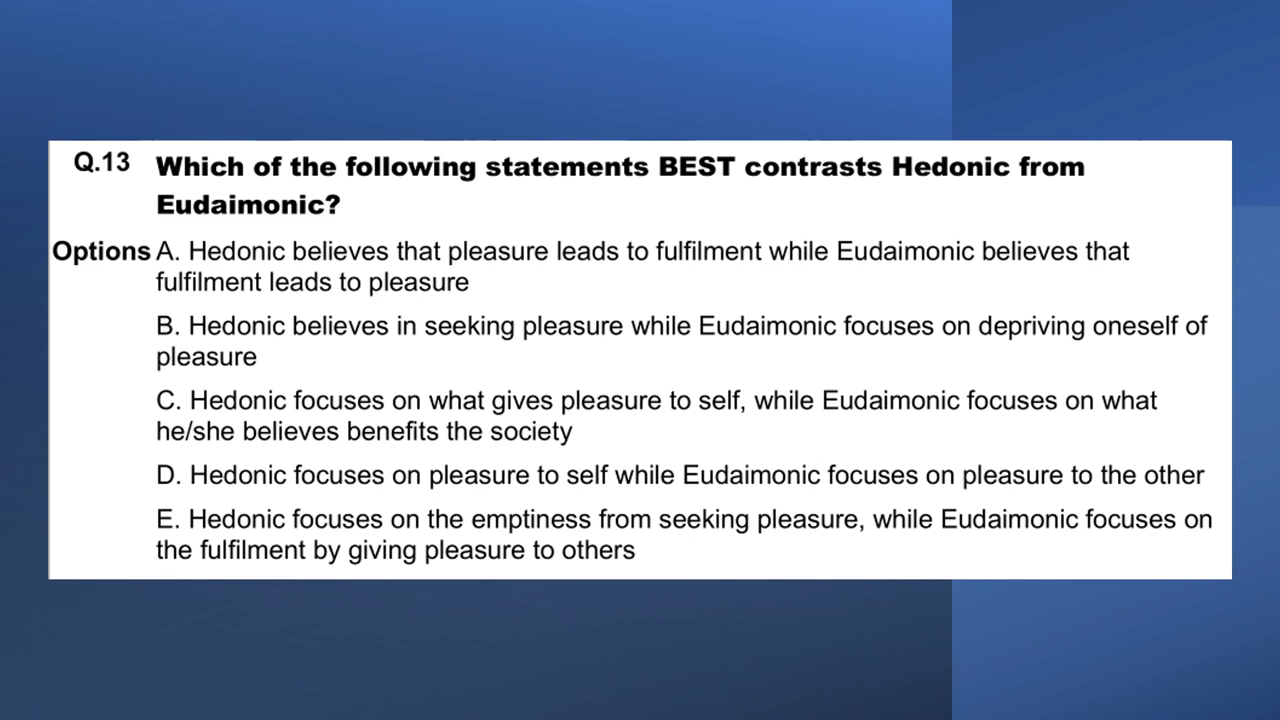 Q.13 Which of the following statements BEST contrasts Hedonic from
Eudaimonic?
Options A. Hedonic believes that pleasure leads to fulfilment while Eudaimonic believes that
fulfilment leads to pleasure
B. Hedonic believes in seeking pleasure while Eudaimonic focuses on depriving oneself of
pleasure
C. Hedonic focuses on what gives pleasure to self, while Eudaimonic focuses on what
he/she believes benefits the society
D. Hedonic focuses on pleasure to self while Eudaimonic focuses on pleasure to the other
E. Hedonic focuses on the emptiness from seeking pleasure, while Eudaimonic focuses on
the fulfilment by giving pleasure to others